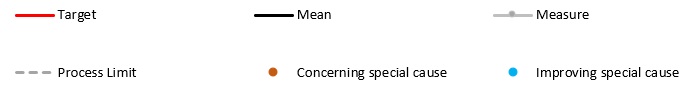 Target Mean Measure
Process Limit Concerning special cause Improving special cause